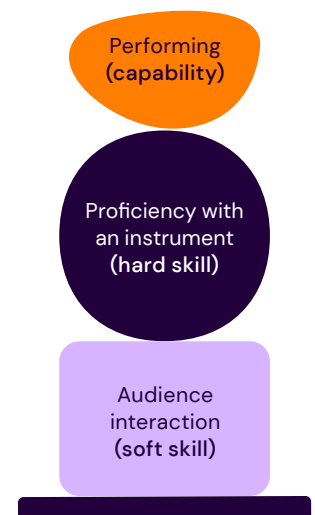 Performing
(capability)
Proficiency with
an instrument
(hard skill)
Audience
interaction
(soft skill)